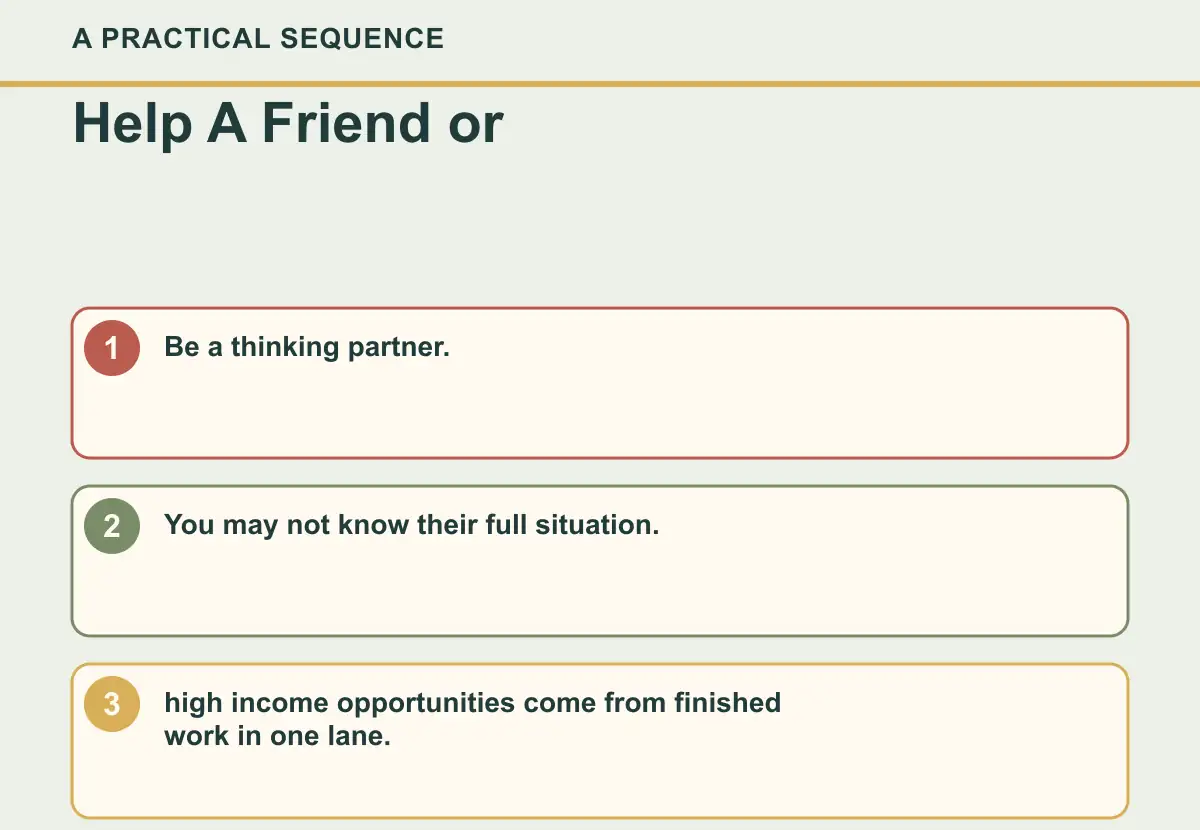 A PRACTICAL SEQUENCE
Help A Friend or
1
Be a thinking partner.
2
You may not know their full situation.
3
high income opportunities come from finished
work in one lane.